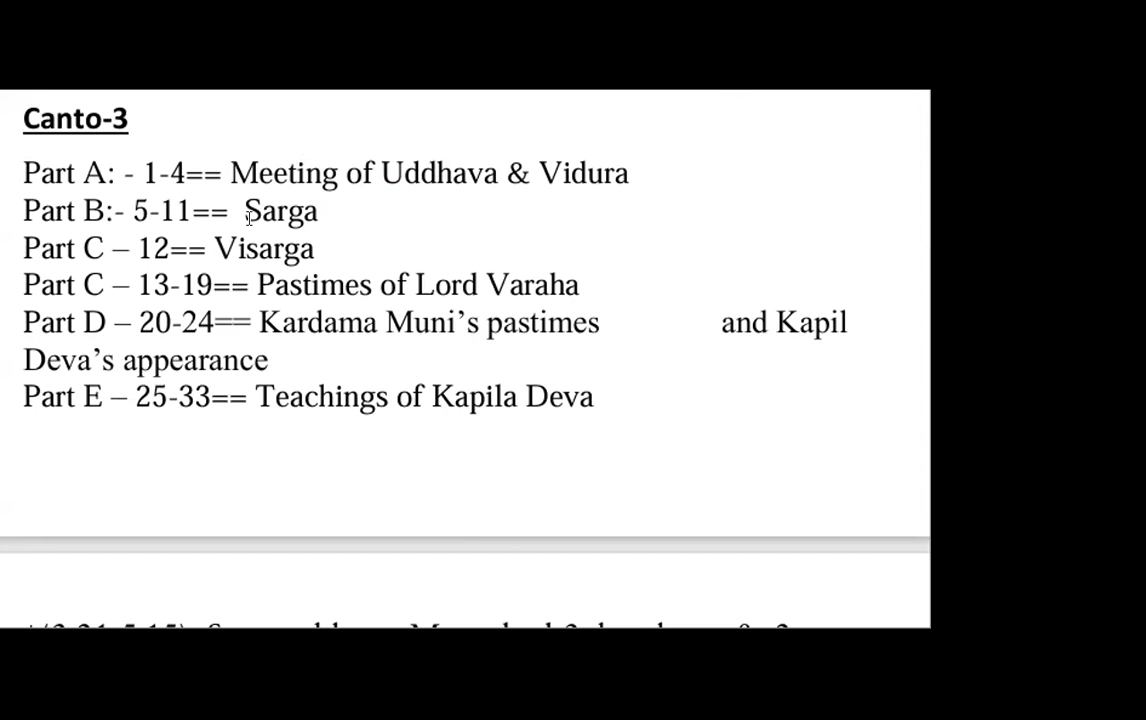 Canto-3
Part A: - 1-4== Meeting of Uddhava & Vidura
Part B:- 5-11== Sarga
Part C – 12== Visarga
Part C – 13-19== Pastimes of Lord Varaha
Part D – 20-24== Kardama Muni’s pastimes and Kapil
Deva’s appearance
Part E – 25-33== Teachings of Kapila Deva